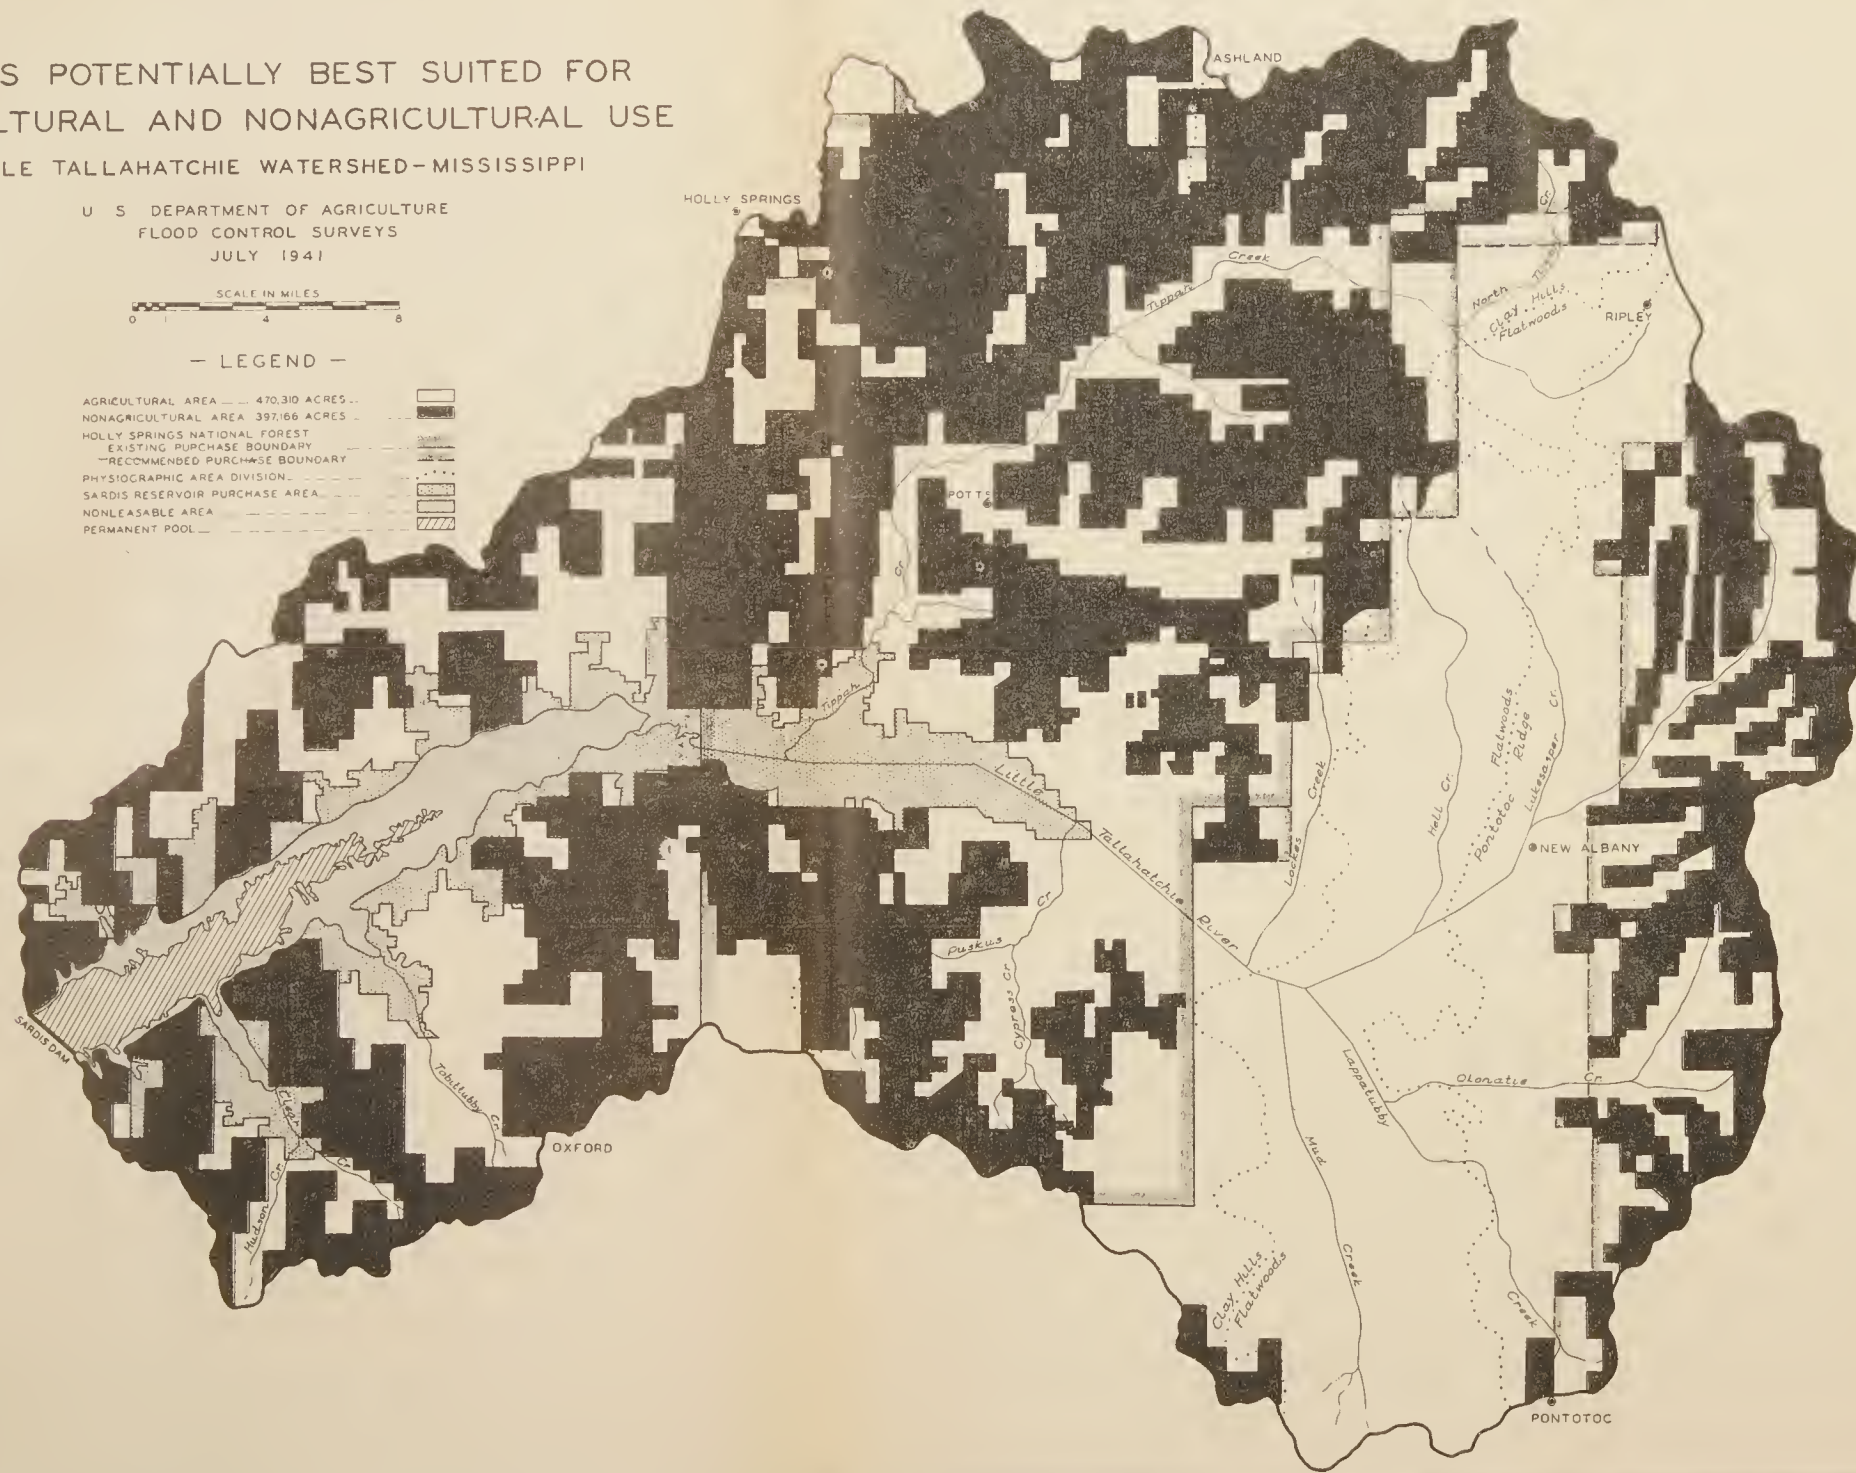 S POTENTIALLY BEST SUITED FOR
LTURAL AND NONAGRICULTURAL USE
LE TALLAHATCHIE WATERSHED-MISSISSIPPI
U S DEPARTMENT OF AGRICULTURE
FLOOD CONTROL SURVEYS
JULY 1941
SCALE IN MILES
0 4 8
- LEGEND -
AGRICULTURAL AREA 470,310 ACRES
NONAGRICULTURAL AREA 397,166 ACRES
HOLLY SPRINGS NATIONAL FOREST
EXISTING PURCHASE BOUNDARY
RECOMMENDED PURCHASE BOUNDARY
PHYSIOGRAPHIC AREA DIVISION
SARDIS RESERVOIR PURCHASE AREA
NONLEASABLE AREA
PERMANENT POOL
ASHLAND
HOLLY SPRINGS
Cr.
Tippah Creek
North Tippah
Clay Hills
Flatwoods
RIPLEY
POTTS
Cr.
Tippah
Little Tallahatchie River
Lockes Creek
Hell Cr.
Flatwoods
Pontotoc Ridge
Lukesasper Cr.
NEW ALBANY
Puskus Cr.
Cypress Cr.
SARDIS DAM
Tobittubby Cr.
Clear Cr.
Hudson Cr.
OXFORD
Olonatie Cr.
Lappatubby Creek
Mud Creek
Clay Hills
Flatwoods
PONTOTOC